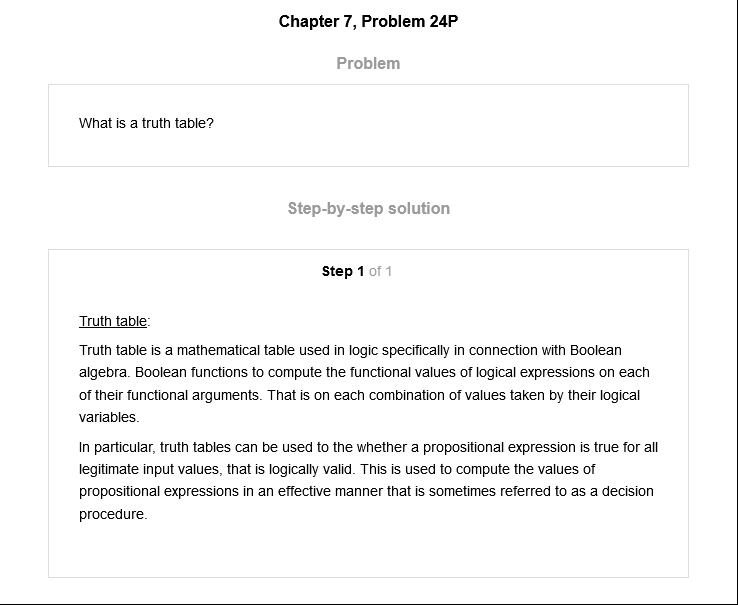 Chapter 7, Problem 24P
Problem
What is a truth table?
Step-by-step solution
Step 1 of 1
Truth table:
Truth table is a mathematical table used in logic specifically in connection with Boolean
algebra. Boolean functions to compute the functional values of logical expressions on each
of their functional arguments. That is on each combination of values taken by their logical
variables.
In particular, truth tables can be used to the whether a propositional expression is true for all
legitimate input values, that is logically valid. This is used to compute the values of
propositional expressions in an effective manner that is sometimes referred to as a decision
procedure.